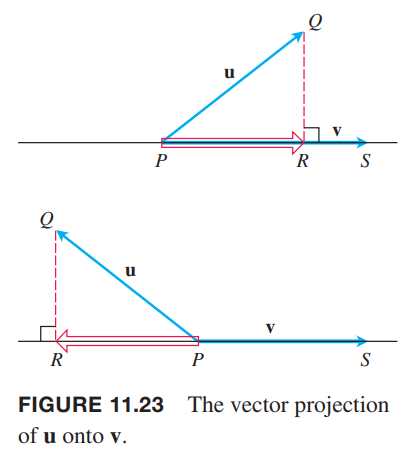 Q
u
v
P
R
S
Q
u
v
R
P
S
FIGURE 11.23 The vector projection
of u onto v.